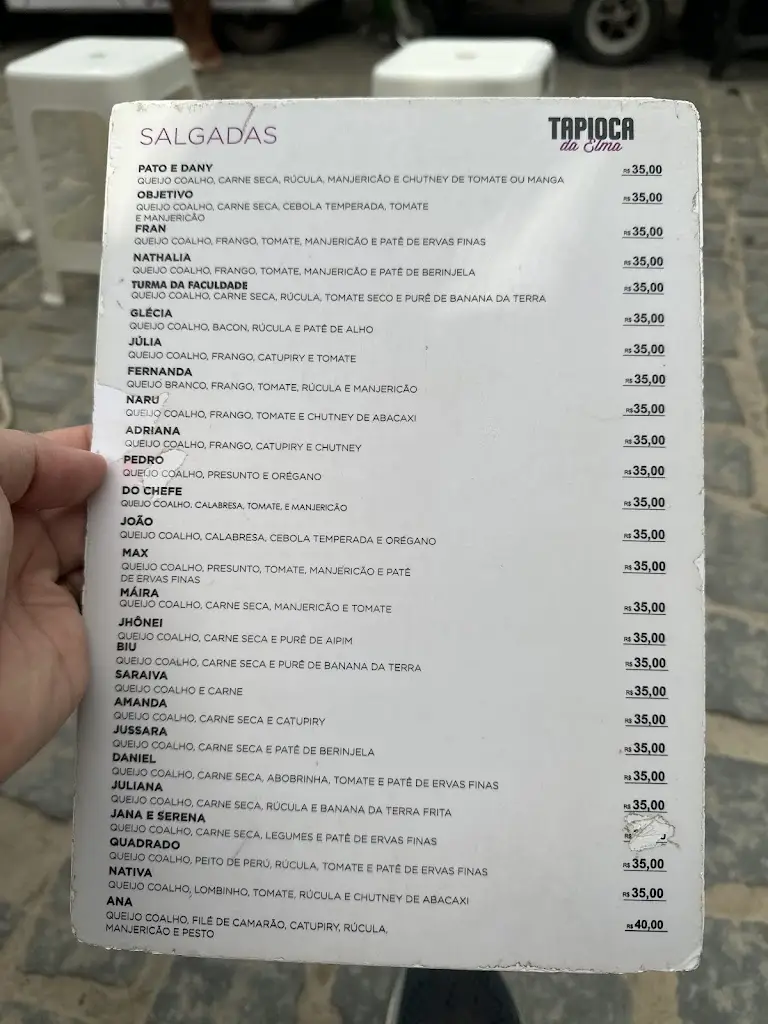 SALGADAS
TAPIOCA
da Elma
PATO E DANY R$ 35,00
QUEIJO COALHO, CARNE SECA, RÚCULA, MANJERICÃO E CHUTNEY DE TOMATE OU MANGA
OBJETIVO R$ 35,00
QUEIJO COALHO, CARNE SECA, CEBOLA TEMPERADA, TOMATE
E MANJERICÃO
FRAN R$ 35,00
QUEIJO COALHO, FRANGO, TOMATE, MANJERICÃO E PATÊ DE ERVAS FINAS
NATHALIA R$ 35,00
QUEIJO COALHO, FRANGO, TOMATE, MANJERICÃO E PATÊ DE BERINJELA
TURMA DA FACULDADE R$ 35,00
QUEIJO COALHO, CARNE SECA, RÚCULA, TOMATE SECO E PURÊ DE BANANA DA TERRA
GLÉCIA R$ 35,00
QUEIJO COALHO, BACON, RÚCULA E PATÊ DE ALHO
JÚLIA R$ 35,00
QUEIJO COALHO, FRANGO, CATUPIRY E TOMATE
FERNANDA R$ 35,00
QUEIJO BRANCO, FRANGO, TOMATE, RÚCULA E MANJERICÃO
NARU R$ 35,00
QUEIJO COALHO, FRANGO, TOMATE E CHUTNEY DE ABACAXI
ADRIANA R$ 35,00
QUEIJO COALHO, FRANGO, CATUPIRY E CHUTNEY
PEDRO R$ 35,00
QUEIJO COALHO, PRESUNTO E ORÉGANO
DO CHEFE R$ 35,00
QUEIJO COALHO, CALABRESA, TOMATE, E MANJERICÃO
JOÃO R$ 35,00
QUEIJO COALHO, CALABRESA, CEBOLA TEMPERADA E ORÉGANO
MAX R$ 35,00
QUEIJO COALHO, PRESUNTO, TOMATE, MANJERICÃO E PATÊ
DE ERVAS FINAS
MÁIRA R$ 35,00
QUEIJO COALHO, CARNE SECA, MANJERICÃO E TOMATE
JHÔNEI R$ 35,00
QUEIJO COALHO, CARNE SECA E PURÊ DE AIPIM
BIU R$ 35,00
QUEIJO COALHO, CARNE SECA E PURÊ DE BANANA DA TERRA
SARAIVA R$ 35,00
QUEIJO COALHO E CARNE
AMANDA R$ 35,00
QUEIJO COALHO, CARNE SECA E CATUPIRY
JUSSARA R$ 35,00
QUEIJO COALHO, CARNE SECA E PATÊ DE BERINJELA
DANIEL R$ 35,00
QUEIJO COALHO, CARNE SECA, ABOBRINHA, TOMATE E PATÊ DE ERVAS FINAS
JULIANA R$ 35,00
QUEIJO COALHO, CARNE SECA, RÚCULA E BANANA DA TERRA FRITA
JANA E SERENA
QUEIJO COALHO, CARNE SECA, LEGUMES E PATÊ DE ERVAS FINAS
QUADRADO R$ 35,00
QUEIJO COALHO, PEITO DE PERÚ, RÚCULA, TOMATE E PATÊ DE ERVAS FINAS
NATIVA R$ 35,00
QUEIJO COALHO, LOMBINHO, TOMATE, RÚCULA E CHUTNEY DE ABACAXI
ANA R$ 40,00
QUEIJO COALHO, FILÉ DE CAMARÃO, CATUPIRY, RÚCULA,
MANJERICÃO E PESTO